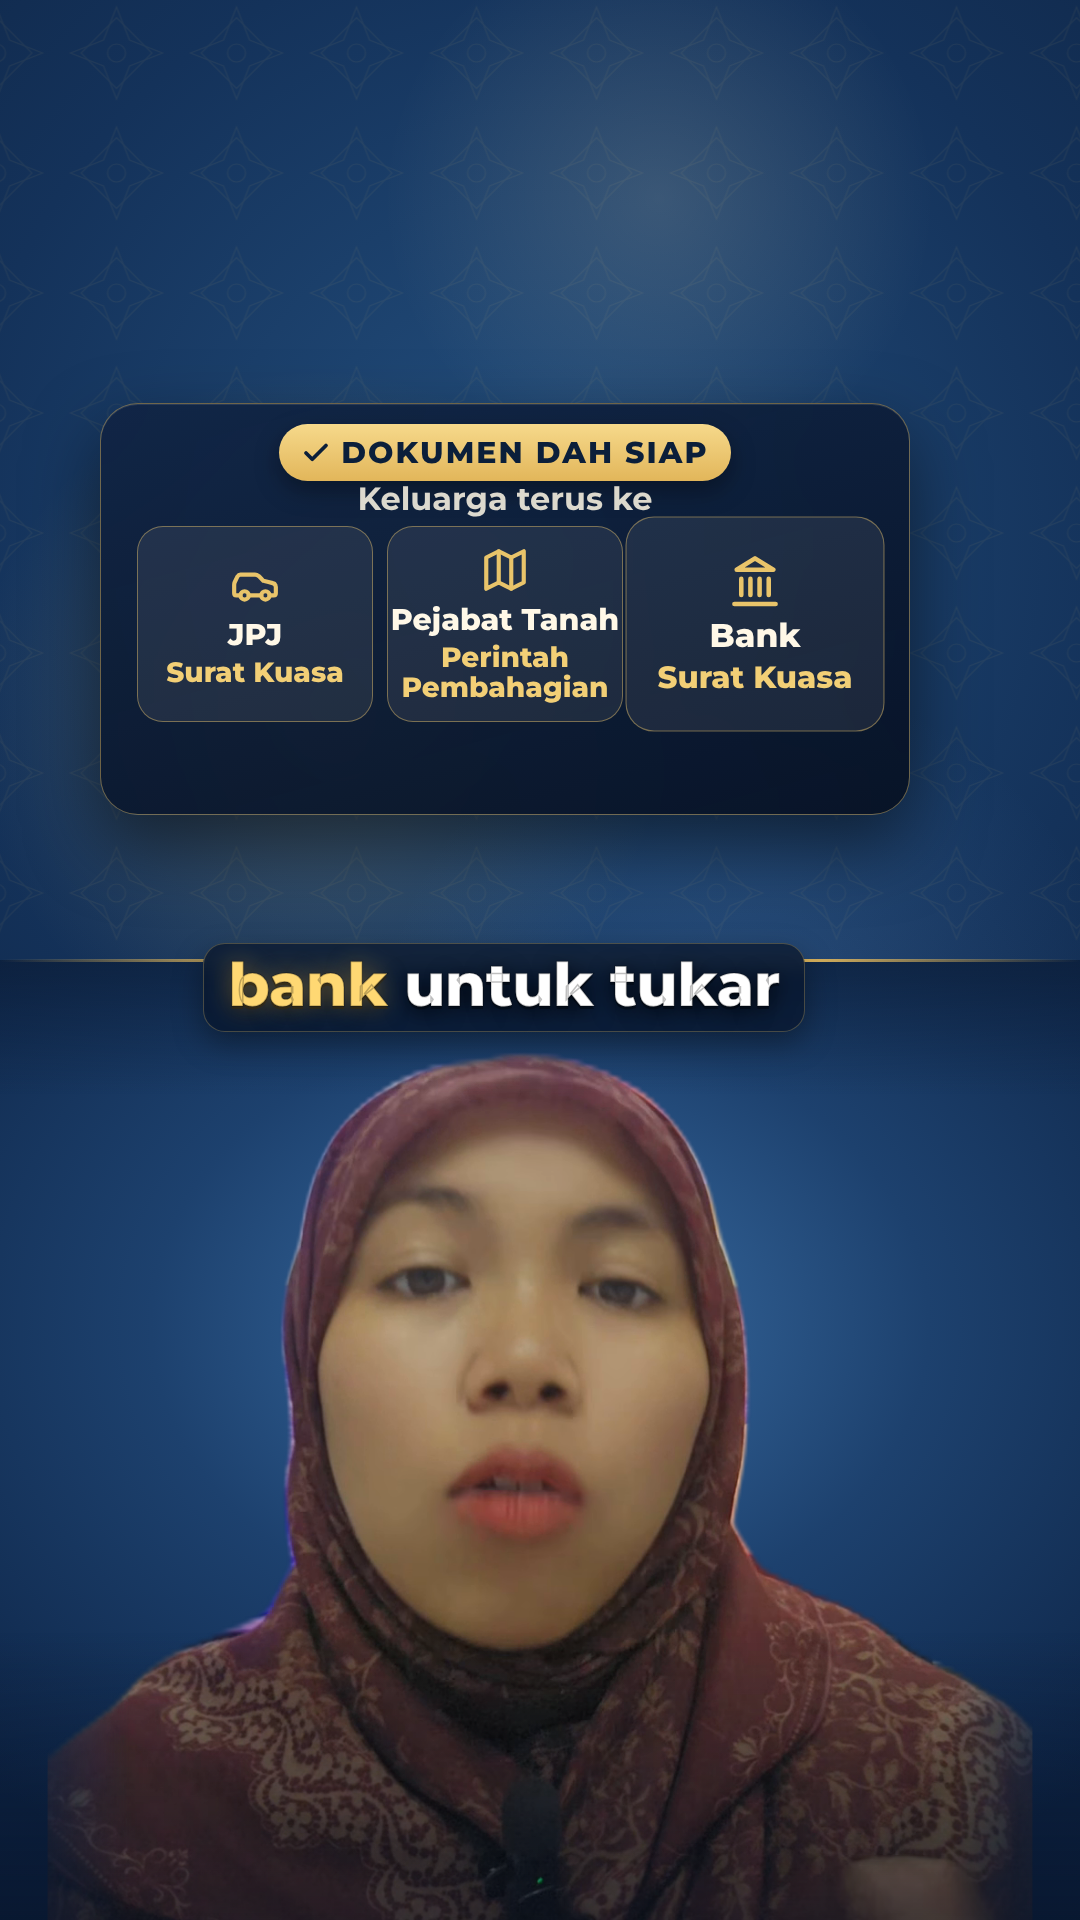 DOKUMEN DAH SIAP
Keluarga terus ke
JPJ
Surat Kuasa
Pejabat Tanah
Perintah
Pembahagian
Bank
Surat Kuasa
bank untuk tukar